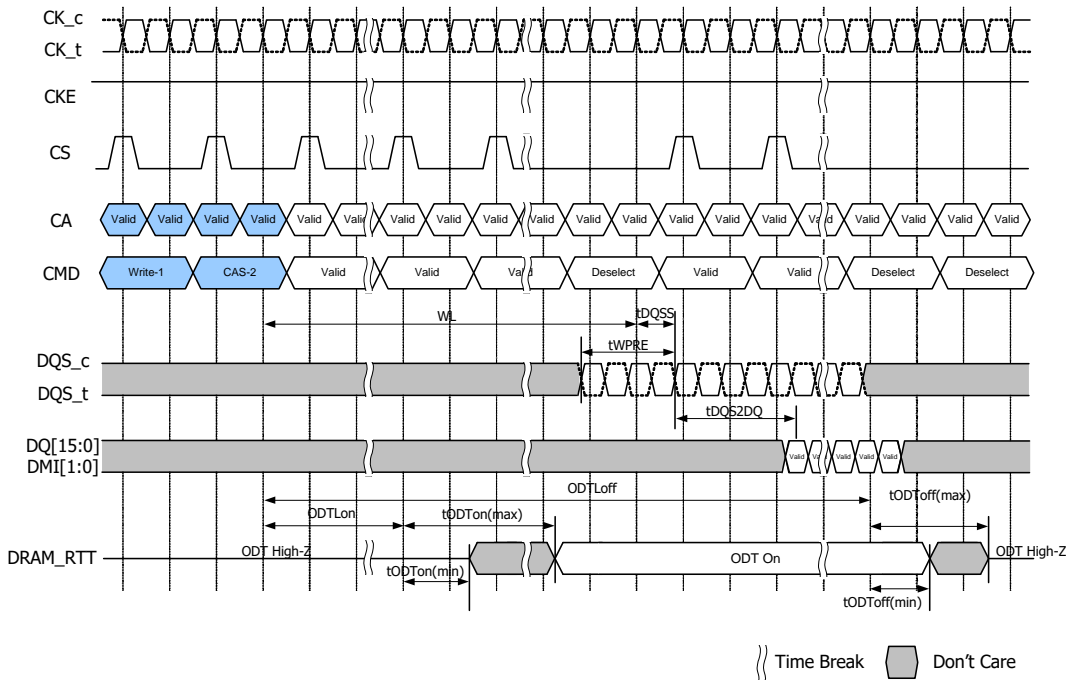 CK_c
CK_t
CKE
CS
CA Valid Valid Valid Valid Valid Valid Valid Valid Valid Valid Valid Valid Valid Valid Valid Valid Valid Valid Valid Valid
CMD Write-1 CAS-2 Valid Valid Valid Deselect Valid Valid Deselect Deselect
WL tDQSS
tWPRE
DQS_c
DQS_t
tDQS2DQ
DQ[15:0]
DMI[1:0]
Valid Valid Valid Valid Valid
ODTLoff
tODToff(max)
ODTLon tODTon(max)
DRAM_RTT ODT High-Z ODT On ODT High-Z
tODTon(min)
tODToff(min)
Time Break Don't Care